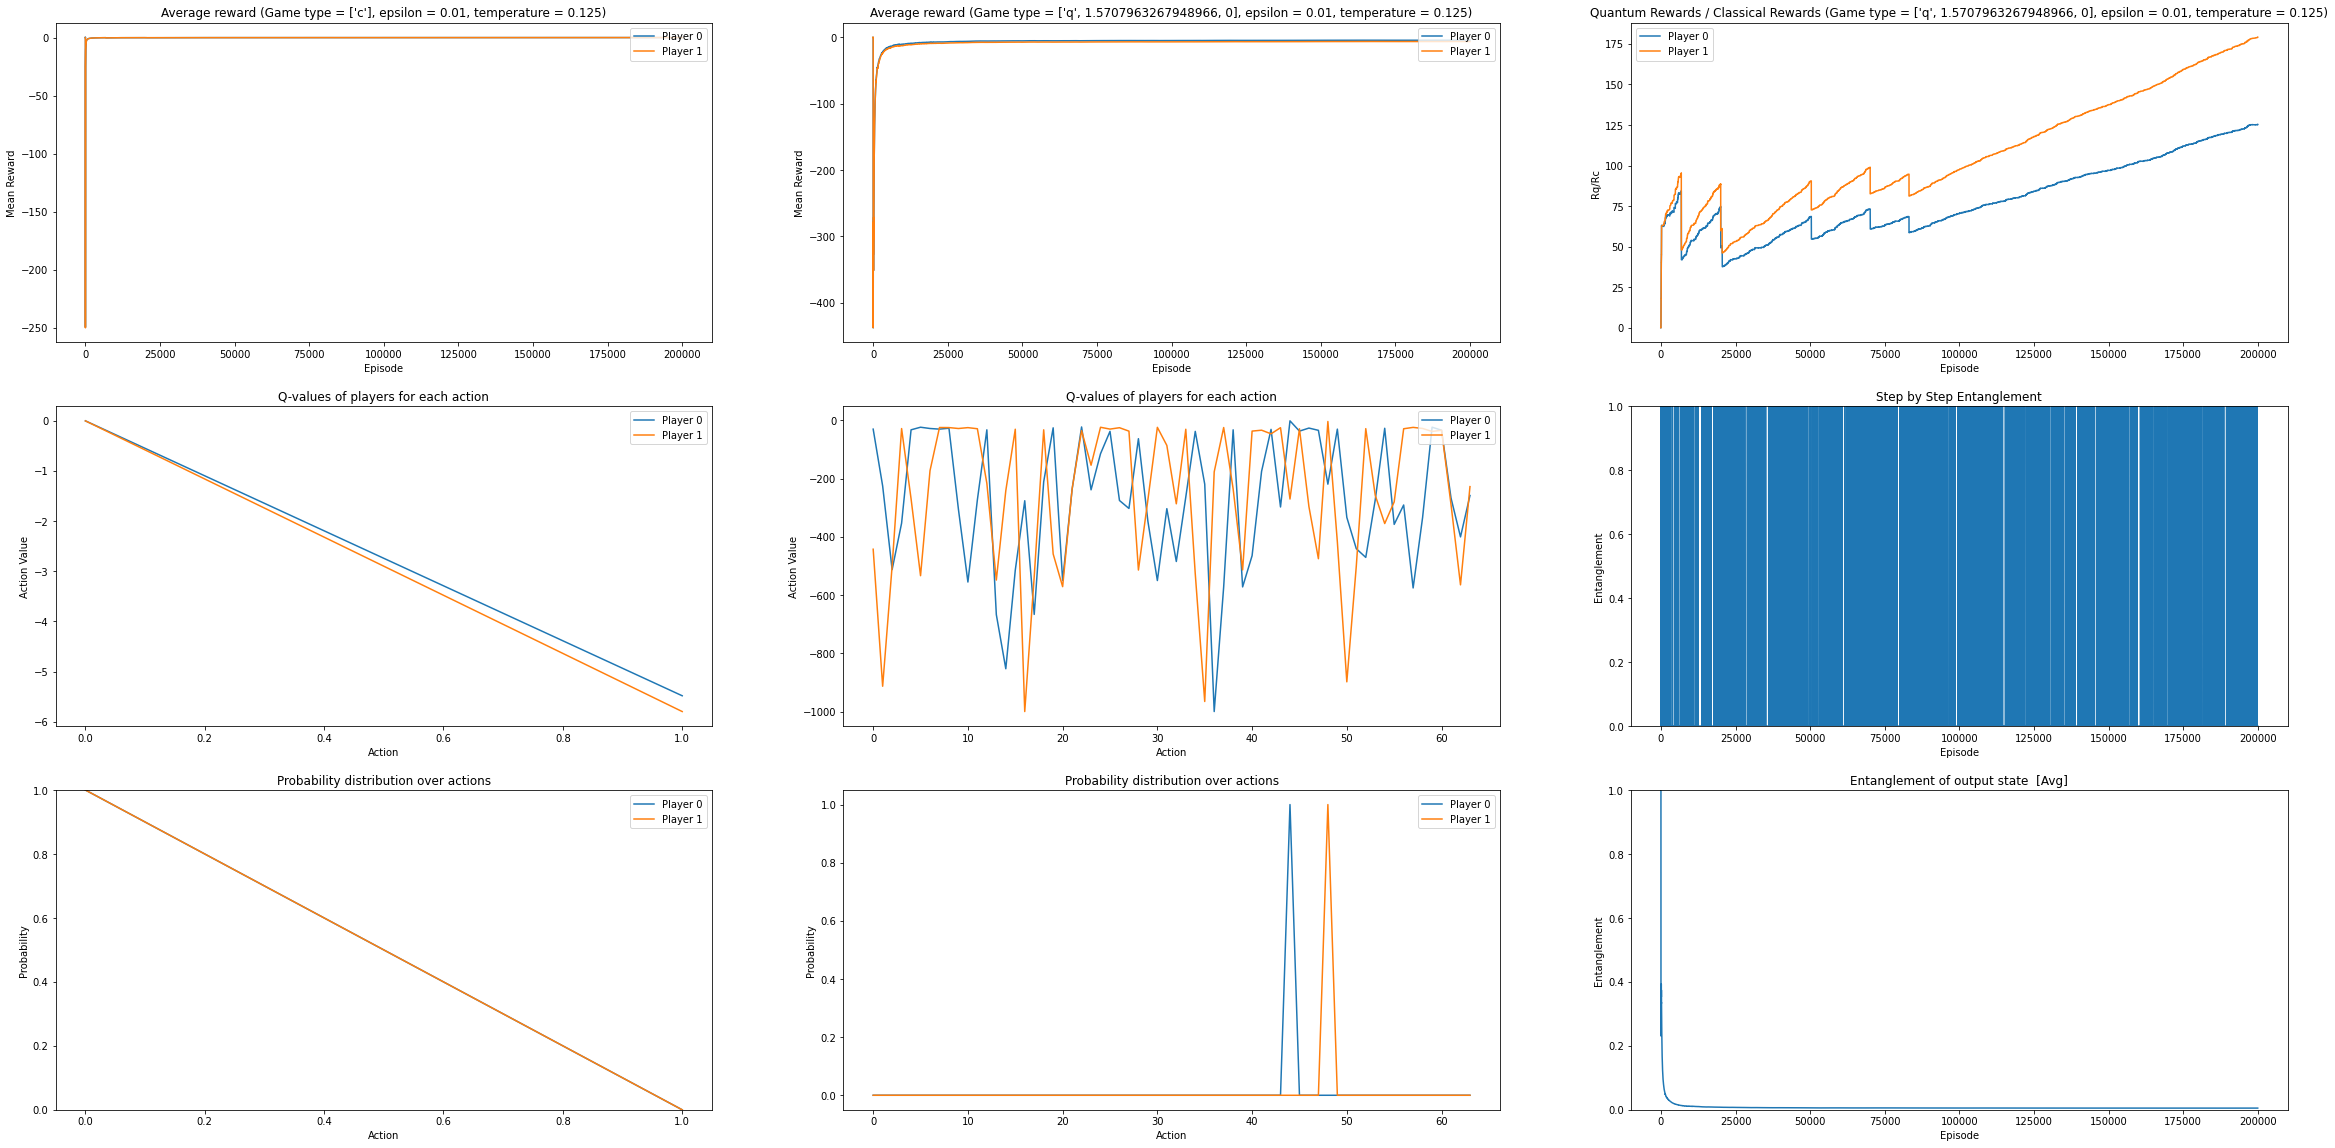 Average reward (Game type = ['c'], epsilon = 0.01, temperature = 0.125)
Mean Reward
0
−50
−100
−150
−200
−250
0 25000 50000 75000 100000 125000 150000 175000 200000
Episode
Player 0
Player 1
Average reward (Game type = ['q', 1.5707963267948966, 0], epsilon = 0.01, temperature = 0.125)
Mean Reward
0
−100
−200
−300
−400
0 25000 50000 75000 100000 125000 150000 175000 200000
Episode
Player 0
Player 1
Quantum Rewards / Classical Rewards (Game type = ['q', 1.5707963267948966, 0], epsilon = 0.01, temperature = 0.125)
Rq/Rc
175
150
125
100
75
50
25
0
0 25000 50000 75000 100000 125000 150000 175000 200000
Episode
Player 0
Player 1
Q-values of players for each action
Action Value
0
−1
−2
−3
−4
−5
−6
0.0 0.2 0.4 0.6 0.8 1.0
Action
Player 0
Player 1
Q-values of players for each action
Action Value
0
−200
−400
−600
−800
−1000
0 10 20 30 40 50 60
Action
Player 0
Player 1
Step by Step Entanglement
Entanglement
1.0
0.8
0.6
0.4
0.2
0.0
0 25000 50000 75000 100000 125000 150000 175000 200000
Episode
Probability distribution over actions
Probability
1.0
0.8
0.6
0.4
0.2
0.0
0.0 0.2 0.4 0.6 0.8 1.0
Action
Player 0
Player 1
Probability distribution over actions
Probability
1.0
0.8
0.6
0.4
0.2
0.0
0 10 20 30 40 50 60
Action
Player 0
Player 1
Entanglement of output state  [Avg]
Entanglement
1.0
0.8
0.6
0.4
0.2
0.0
0 25000 50000 75000 100000 125000 150000 175000 200000
Episode